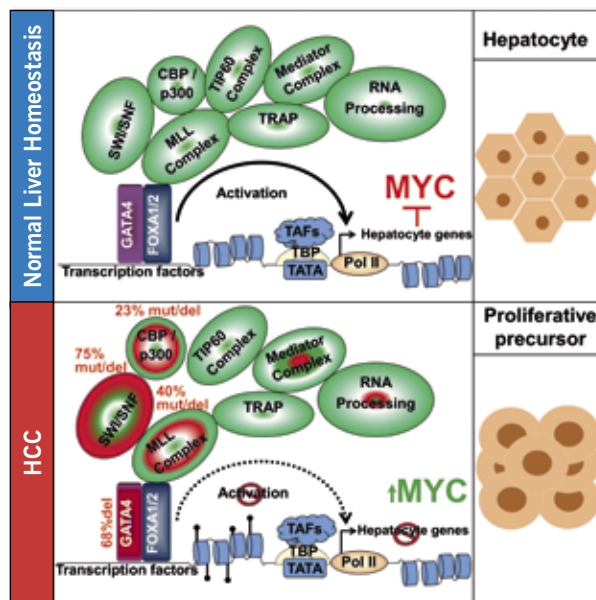 Normal Liver Homeostasis
SWI/SNF
CBP /
p300
TIP60
Complex
Mediator
Complex
RNA
Processing
MLL
Complex
TRAP
GATA4
FOXA1/2
Activation
MYC
TAFs
TBP
TATA
Pol II
Hepatocyte genes
Transcription factors
Hepatocyte
HCC
23% mut/del
CBP /
p300
75%
mut/del
SWI/SNF
40%
mut/del
MLL
Complex
TIP60
Complex
Mediator
Complex
RNA
Processing
TRAP
68%del
GATA4
FOXA1/2
Activation
↑MYC
TAFs
TBP
TATA
Pol II
Hepatocyte genes
Transcription factors
Proliferative
precursor